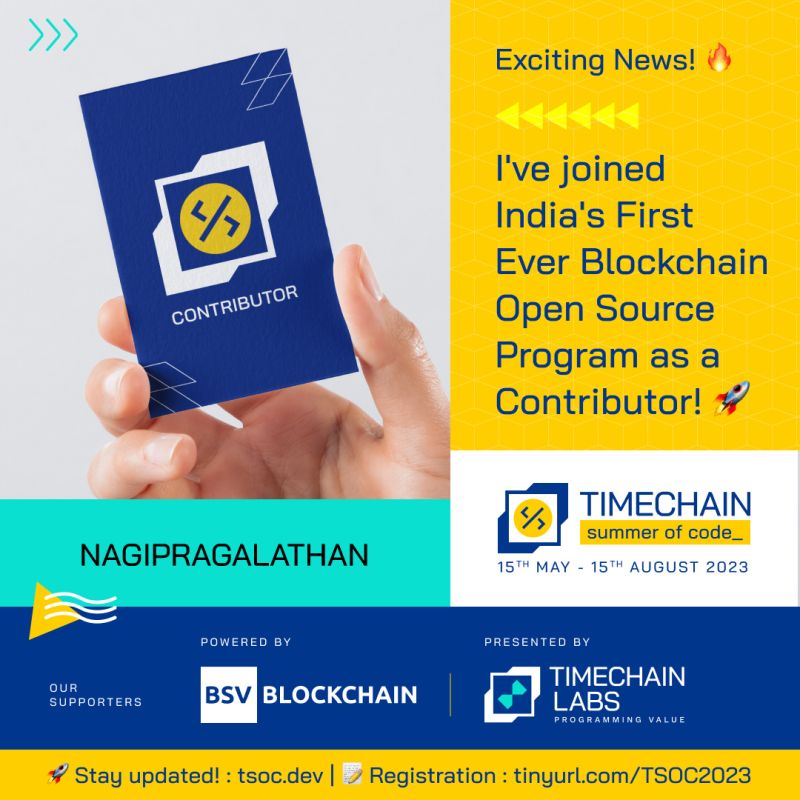 CONTRIBUTOR
Exciting News! 🔥
I've joined
India's First
Ever Blockchain
Open Source
Program as a
Contributor! 🚀
TIMECHAIN
summer of code_
15TH MAY - 15TH AUGUST 2023
NAGIPRAGALATHAN
OUR
SUPPORTERS
POWERED BY
BSV BLOCKCHAIN
PRESENTED BY
TIMECHAIN
LABS
PROGRAMMING VALUE
🚀 Stay updated! : tsoc.dev | 📝 Registration : tinyurl.com/TSOC2023